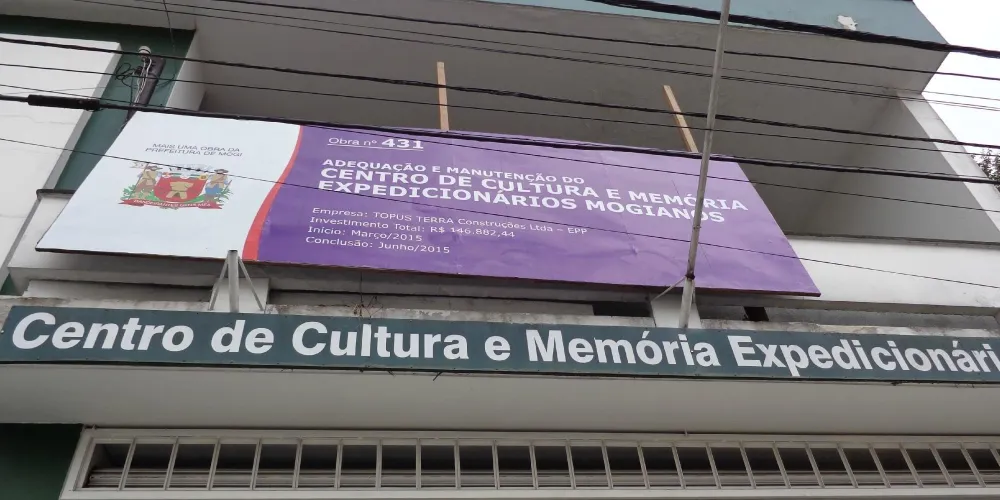 MAIS UMA OBRA DA
PREFEITURA DE MOGI
Obra nº 431
ADEQUAÇÃO E MANUTENÇÃO DO
CENTRO DE CULTURA E MEMÓRIA
EXPEDICIONÁRIOS MOGIANOS
Empresa: TOPUS TERRA Construções Ltda – EPP
Investimento Total: R$ 146.882,44
Início: Março/2015
Conclusão: Junho/2015
Centro de Cultura e Memória Expedicionári